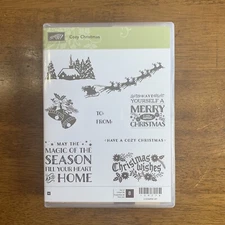 Cozy Christmas
YOURSELF A
MERRY
CHRISTMAS
TO:
FROM:
MAY THE
MAGIC OF THE
SEASON
FILL YOUR HEART
AND HOME
HAVE A COZY CHRISTMAS
Christmas
wishes